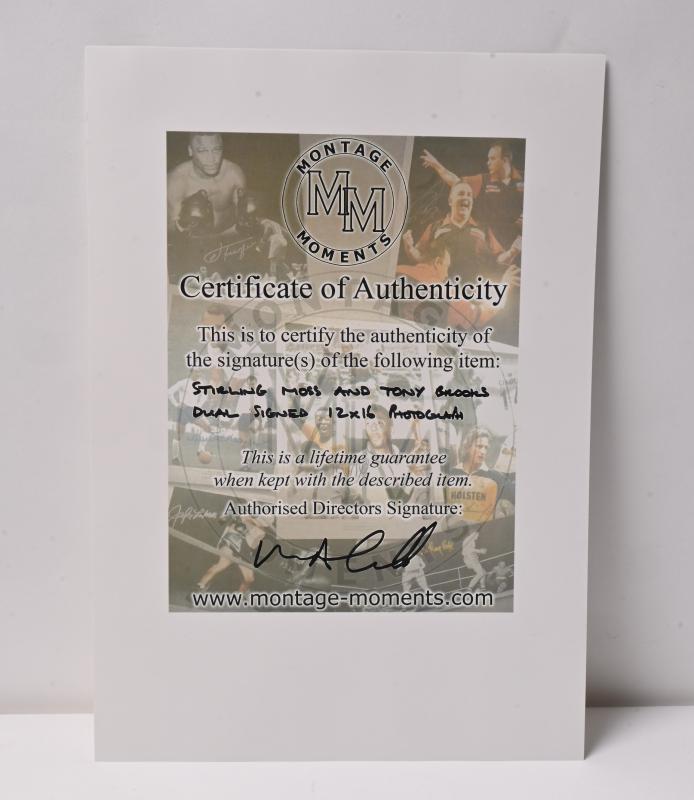 MONTAGE
MM
MOMENTS
Certificate of Authenticity
This is to certify the authenticity of
the signature(s) of the following item:
STIRLING MOSS AND TONY BROOKS
DUAL SIGNED 12x16 PHOTOGRAPH
This is a lifetime guarantee
when kept with the described item.
HOLSTEN
Authorised Directors Signature:
www.montage-moments.com